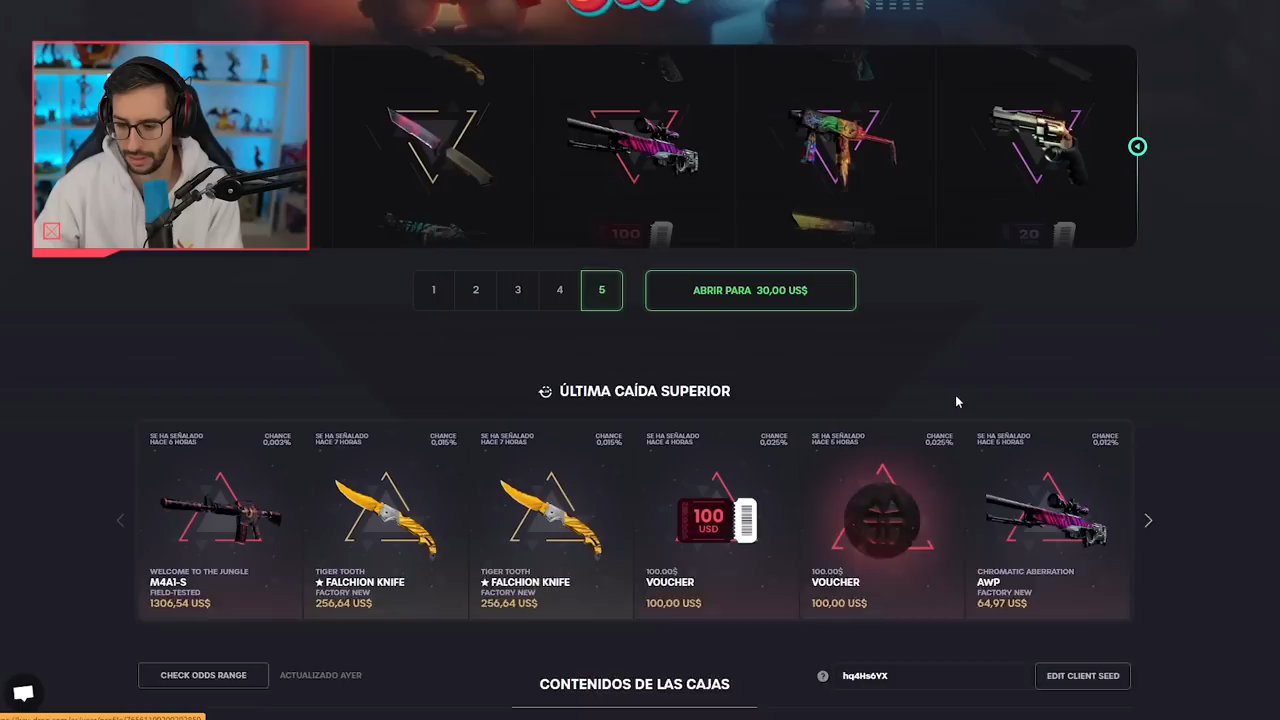 100
20
1 2 3 4 5 ABRIR PARA 30,00 US$
ÚLTIMA CAÍDA SUPERIOR
SE HA SEÑALADO
HACE 6 HORAS
CHANCE
0,003%
WELCOME TO THE JUNGLE
M4A1-S
FIELD-TESTED
1306,54 US$
SE HA SEÑALADO
HACE 7 HORAS
CHANCE
0,015%
TIGER TOOTH
★ FALCHION KNIFE
FACTORY NEW
256,64 US$
SE HA SEÑALADO
HACE 7 HORAS
CHANCE
0,015%
TIGER TOOTH
★ FALCHION KNIFE
FACTORY NEW
256,64 US$
SE HA SEÑALADO
HACE 4 HORAS
CHANCE
0,025%
100
USD
100.00$
VOUCHER
100,00 US$
SE HA SEÑALADO
HACE 5 HORAS
CHANCE
0,025%
100.00$
VOUCHER
100,00 US$
SE HA SEÑALADO
HACE 5 HORAS
CHANCE
0,012%
CHROMATIC ABERRATION
AWP
FACTORY NEW
64,97 US$
CHECK ODDS RANGE
ACTUALIZADO AYER
CONTENIDOS DE LAS CAJAS
? hq4Hs6YX
EDIT CLIENT SEED